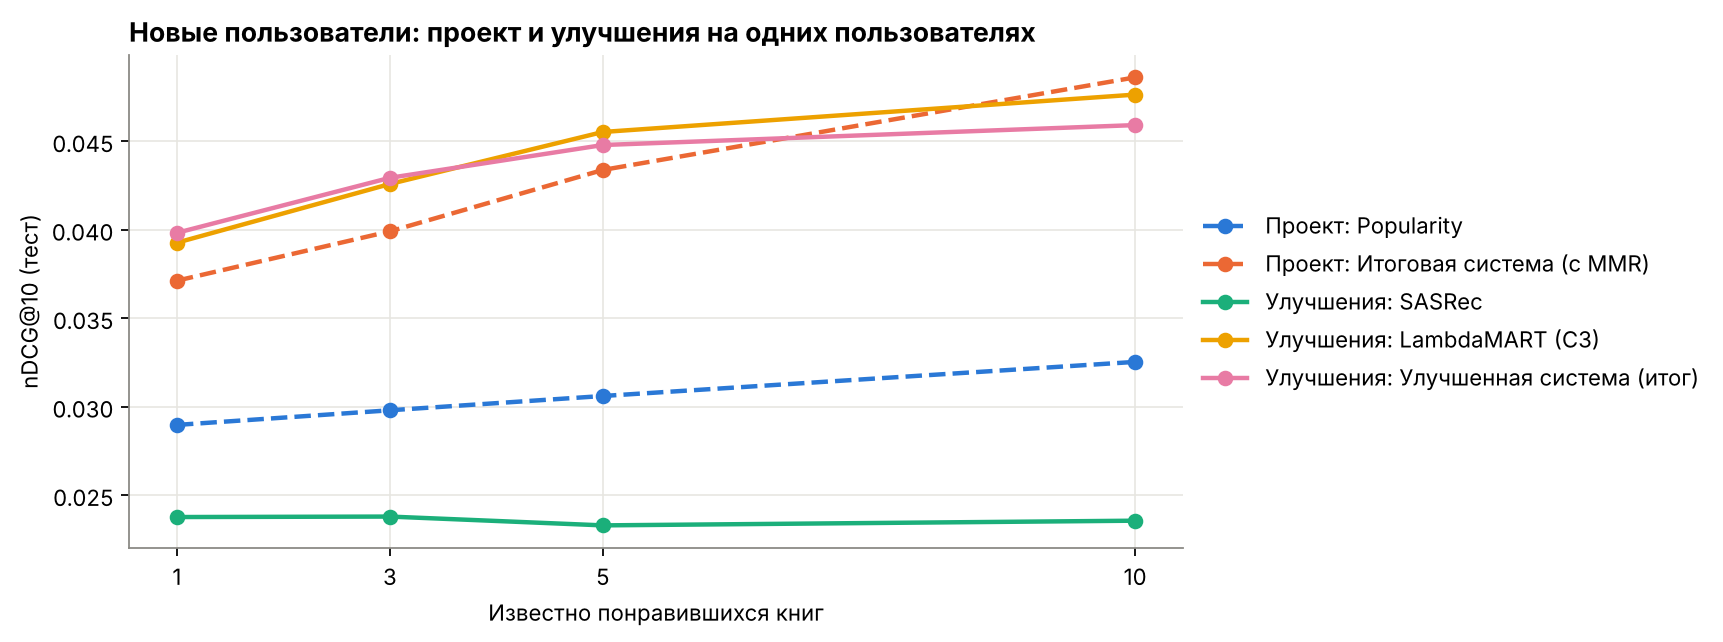 Новые пользователи: проект и улучшения на одних пользователях
nDCG@10 (тест)
0.045
0.040
0.035
0.030
0.025
1 3 5 10
Известно понравившихся книг
Проект: Popularity
Проект: Итоговая система (с MMR)
Улучшения: SASRec
Улучшения: LambdaMART (C3)
Улучшения: Улучшенная система (итог)